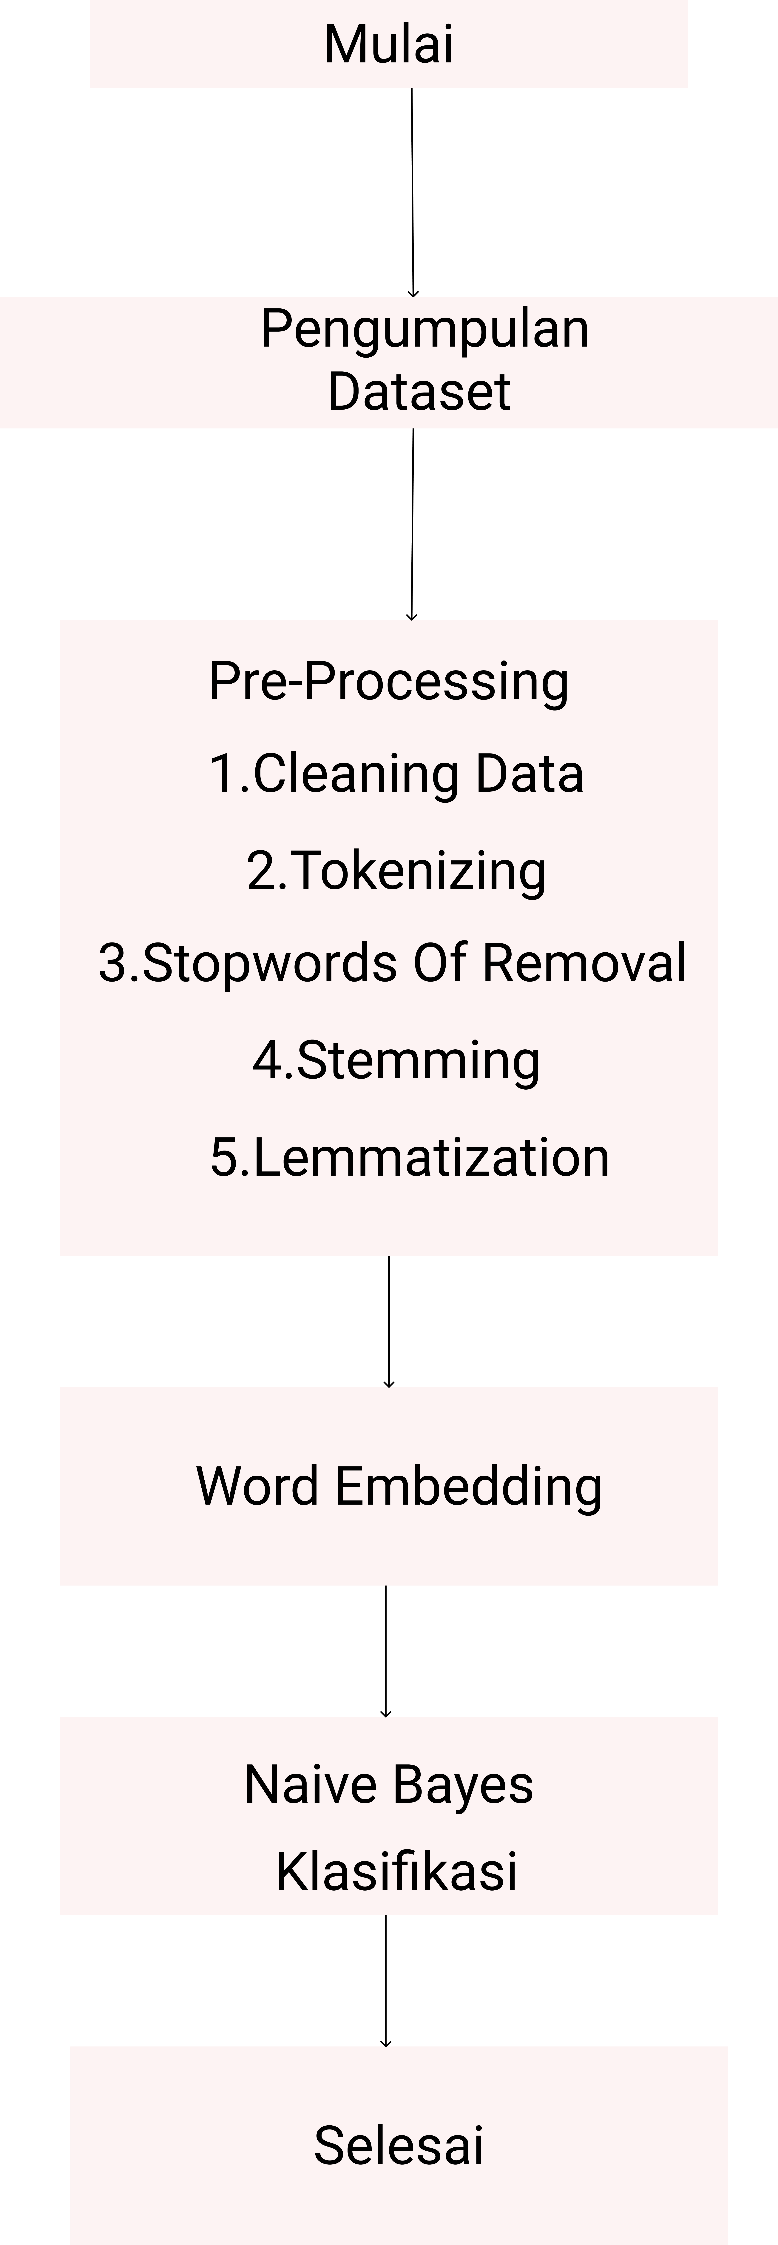 Mulai
Pengumpulan
Dataset
Pre-Processing
1.Cleaning Data
2.Tokenizing
3.Stopwords Of Removal
4.Stemming
5.Lemmatization
Word Embedding
Naive Bayes
Klasifikasi
Selesai